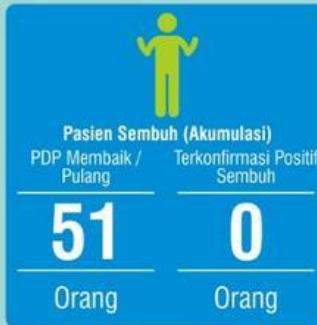 Pasien Sembuh (Akumulasi)
PDP Membaik /
Pulang
51
Orang
Terkonfirmasi Positif
Sembuh
0
Orang